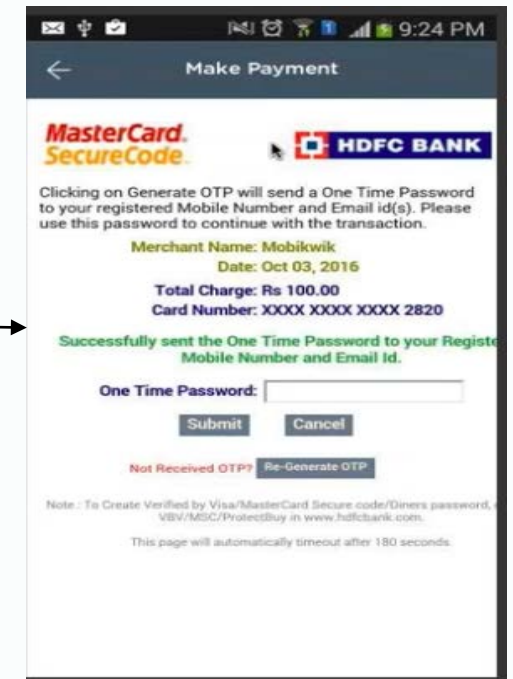 9:24 PM
Make Payment
MasterCard.
SecureCode.
HDFC BANK
Clicking on Generate OTP will send a One Time Password
to your registered Mobile Number and Email id(s). Please
use this password to continue with the transaction.
Merchant Name: Mobikwik
Date: Oct 03, 2016
Total Charge: Rs 100.00
Card Number: XXXX XXXX XXXX 2820
Successfully sent the One Time Password to your Registe
Mobile Number and Email Id.
One Time Password:
Submit Cancel
Not Received OTP? Re-Generate OTP
Note : To Create Verified by Visa/MasterCard Secure code/Diners password,
VBV/MSC/ProtectBuy in www.hdfcbank.com.
This page will automatically timeout after 180 seconds